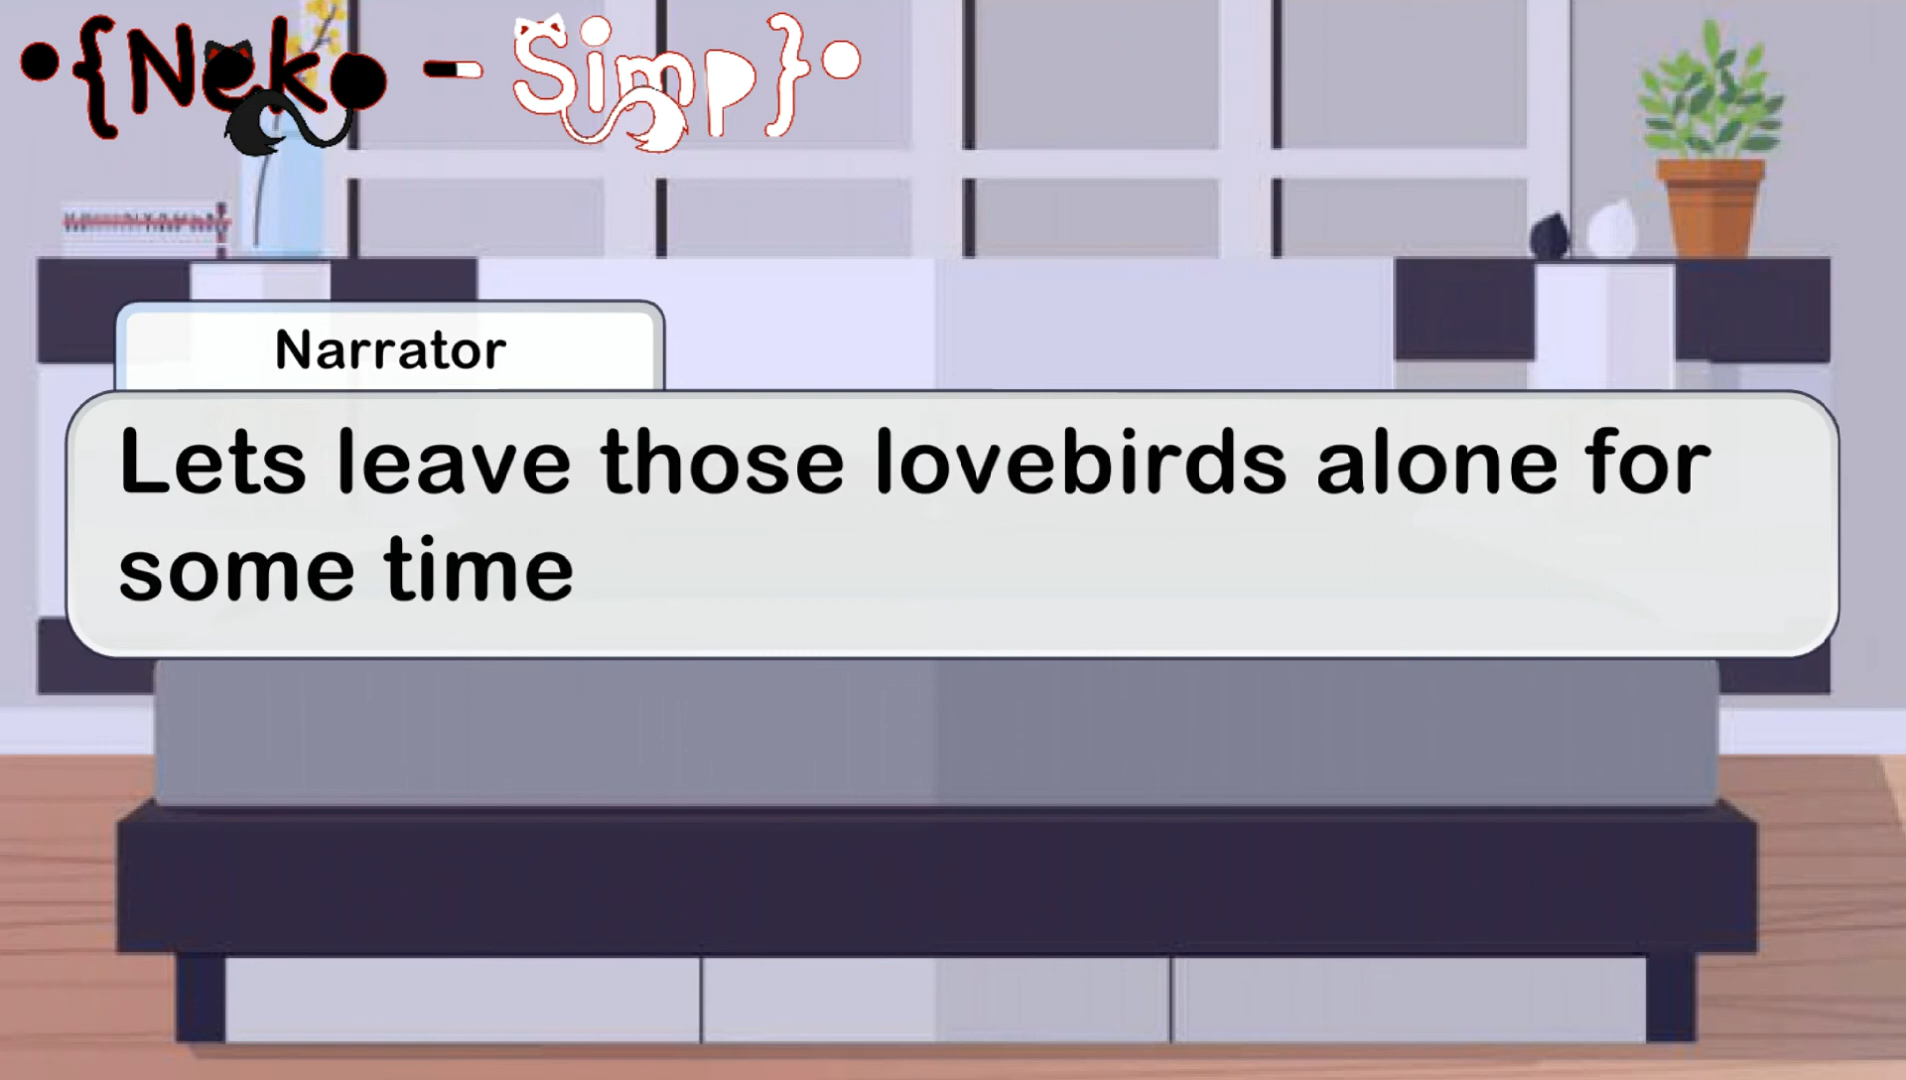 •{Neko - Simp}•
Narrator
Lets leave those lovebirds alone for
some time